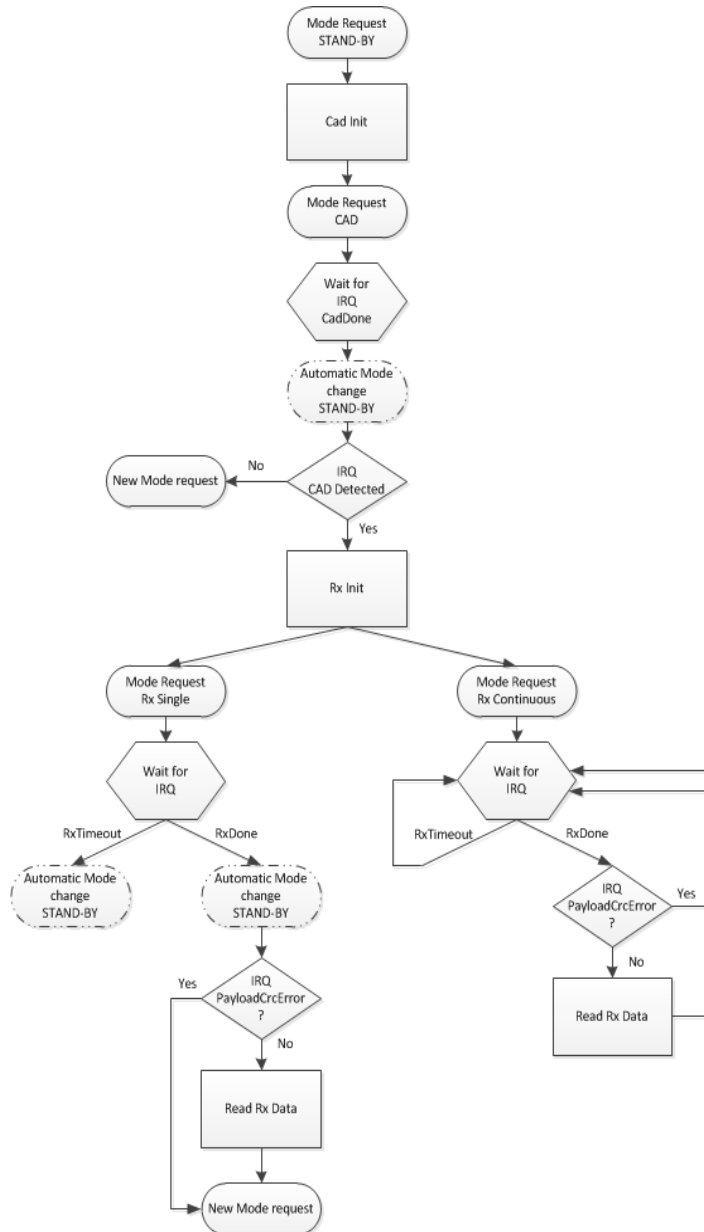 Mode Request
STAND-BY
Cad Init
Mode Request
CAD
Wait for
IRQ
CadDone
Automatic Mode
change
STAND-BY
New Mode request
No
IRQ
CAD Detected
Yes
Rx Init
Mode Request
Rx Single
Mode Request
Rx Continuous
Wait for
IRQ
Wait for
IRQ
RxTimeout
RxDone
RxTimeout
RxDone
Automatic Mode
change
STAND-BY
Automatic Mode
change
STAND-BY
IRQ
PayloadCrcError
?
Yes
No
Read Rx Data
Yes
IRQ
PayloadCrcError
?
No
Read Rx Data
New Mode request